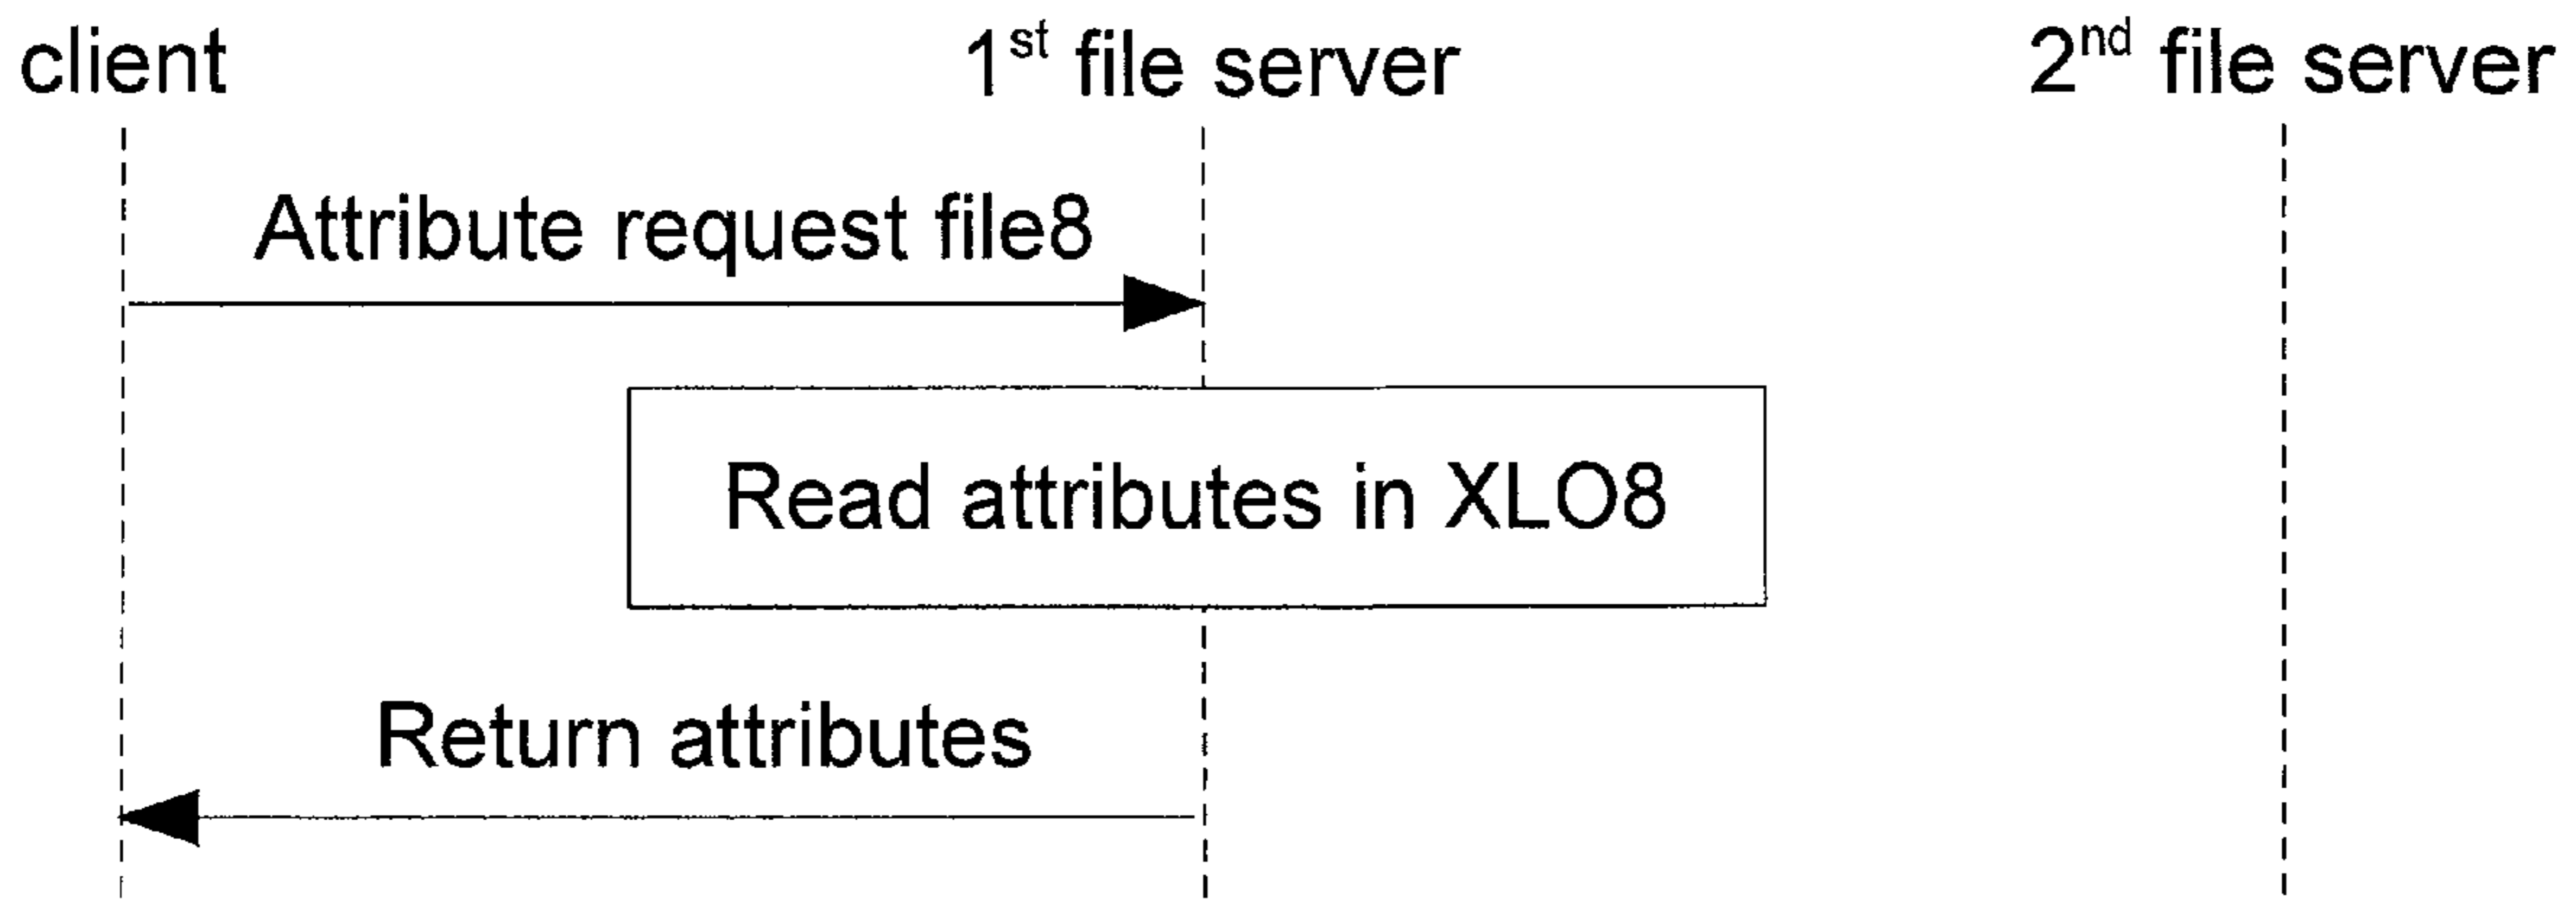 client
1st file server
2nd file server
Attribute request file8
Read attributes in XLO8
Return attributes